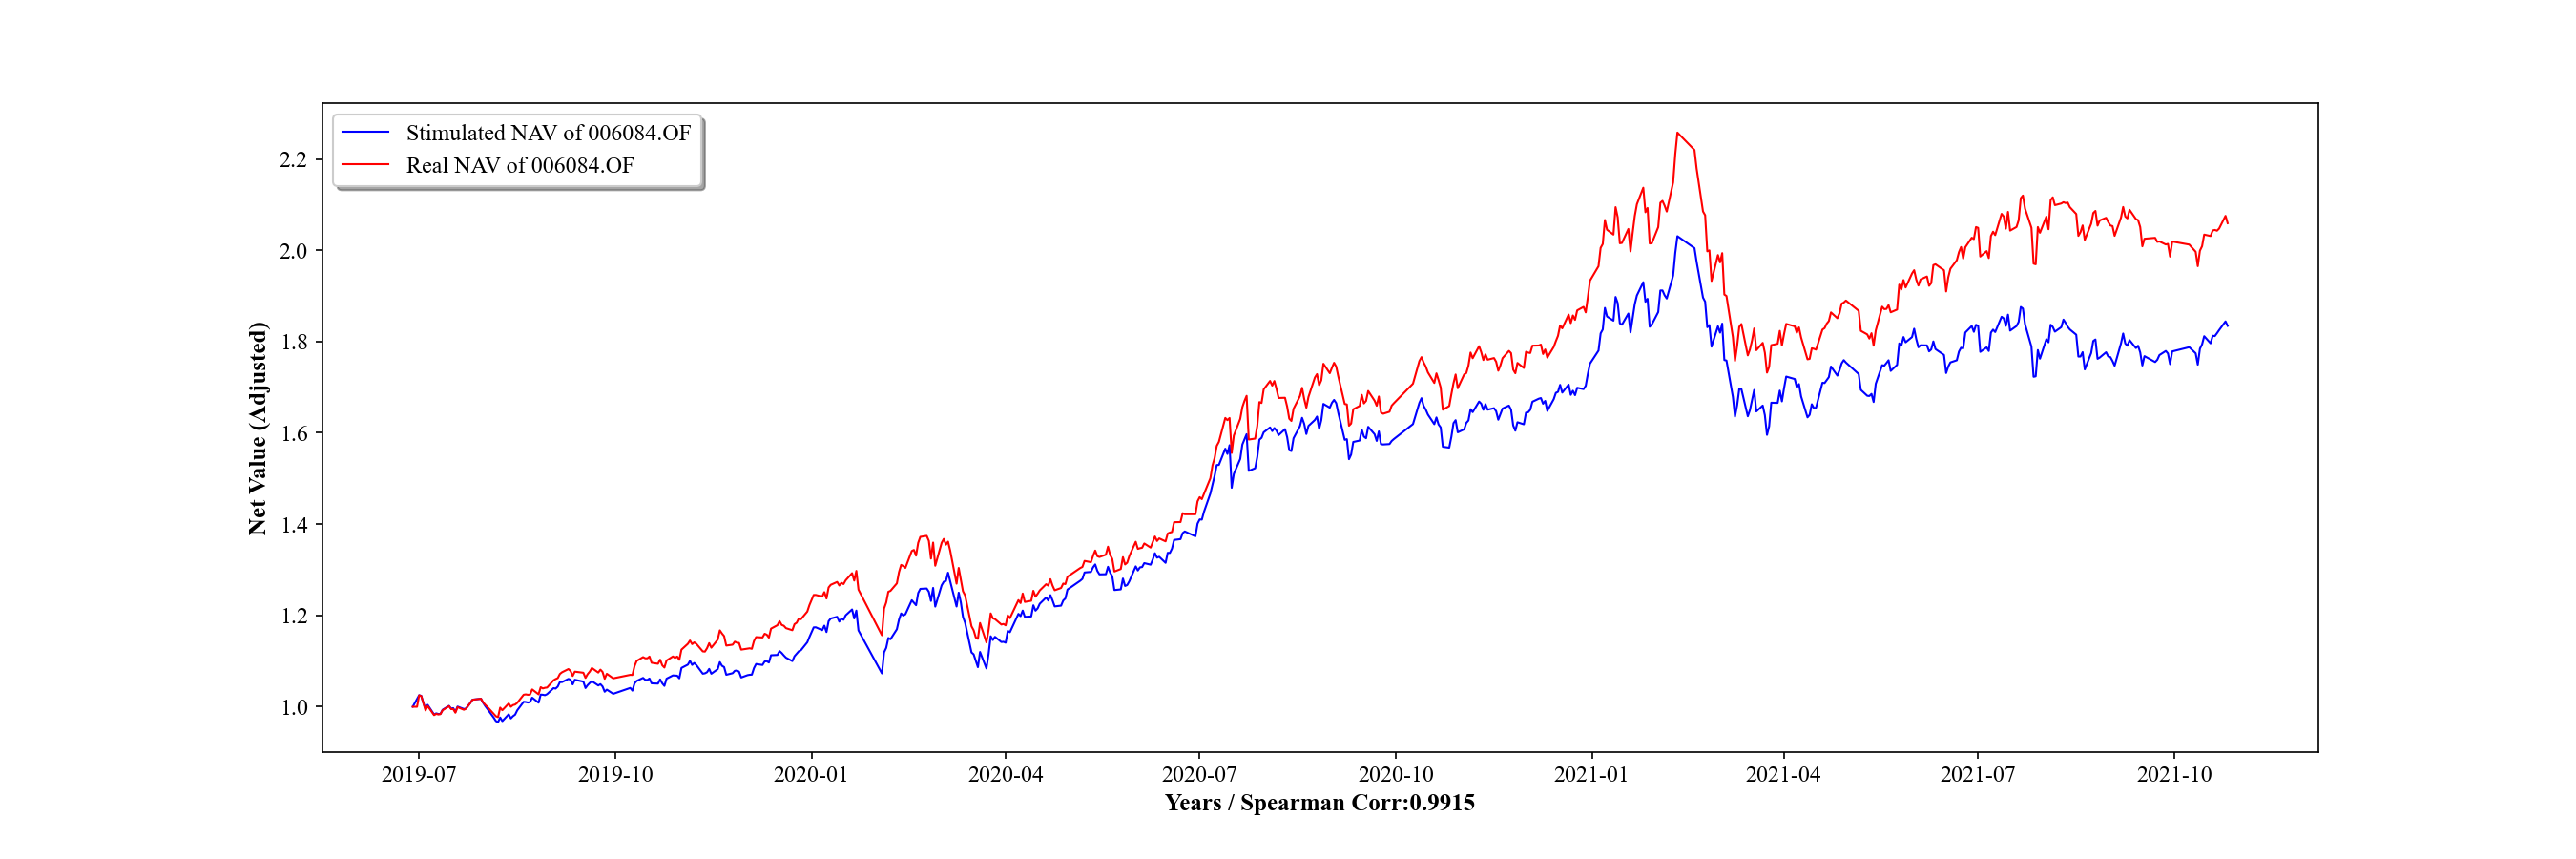 Stimulated NAV of 006084.OF
Real NAV of 006084.OF
2.2
2.0
1.8
1.6
1.4
1.2
1.0
Net Value (Adjusted)
2019-07 2019-10 2020-01 2020-04 2020-07 2020-10 2021-01 2021-04 2021-07 2021-10
Years / Spearman Corr:0.9915